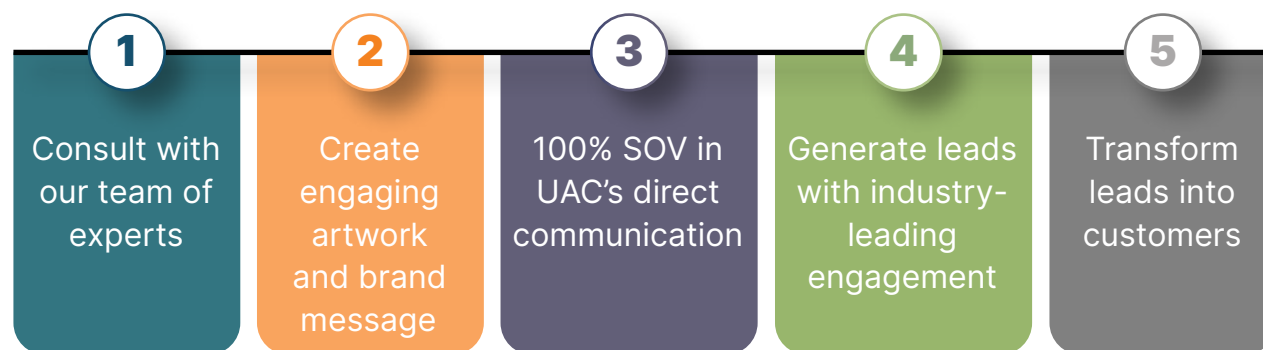 1
Consult with
our team of
experts
2
Create
engaging
artwork
and brand
message
3
100% SOV in
UAC’s direct
communication
4
Generate leads
with industry-
leading
engagement
5
Transform
leads into
customers